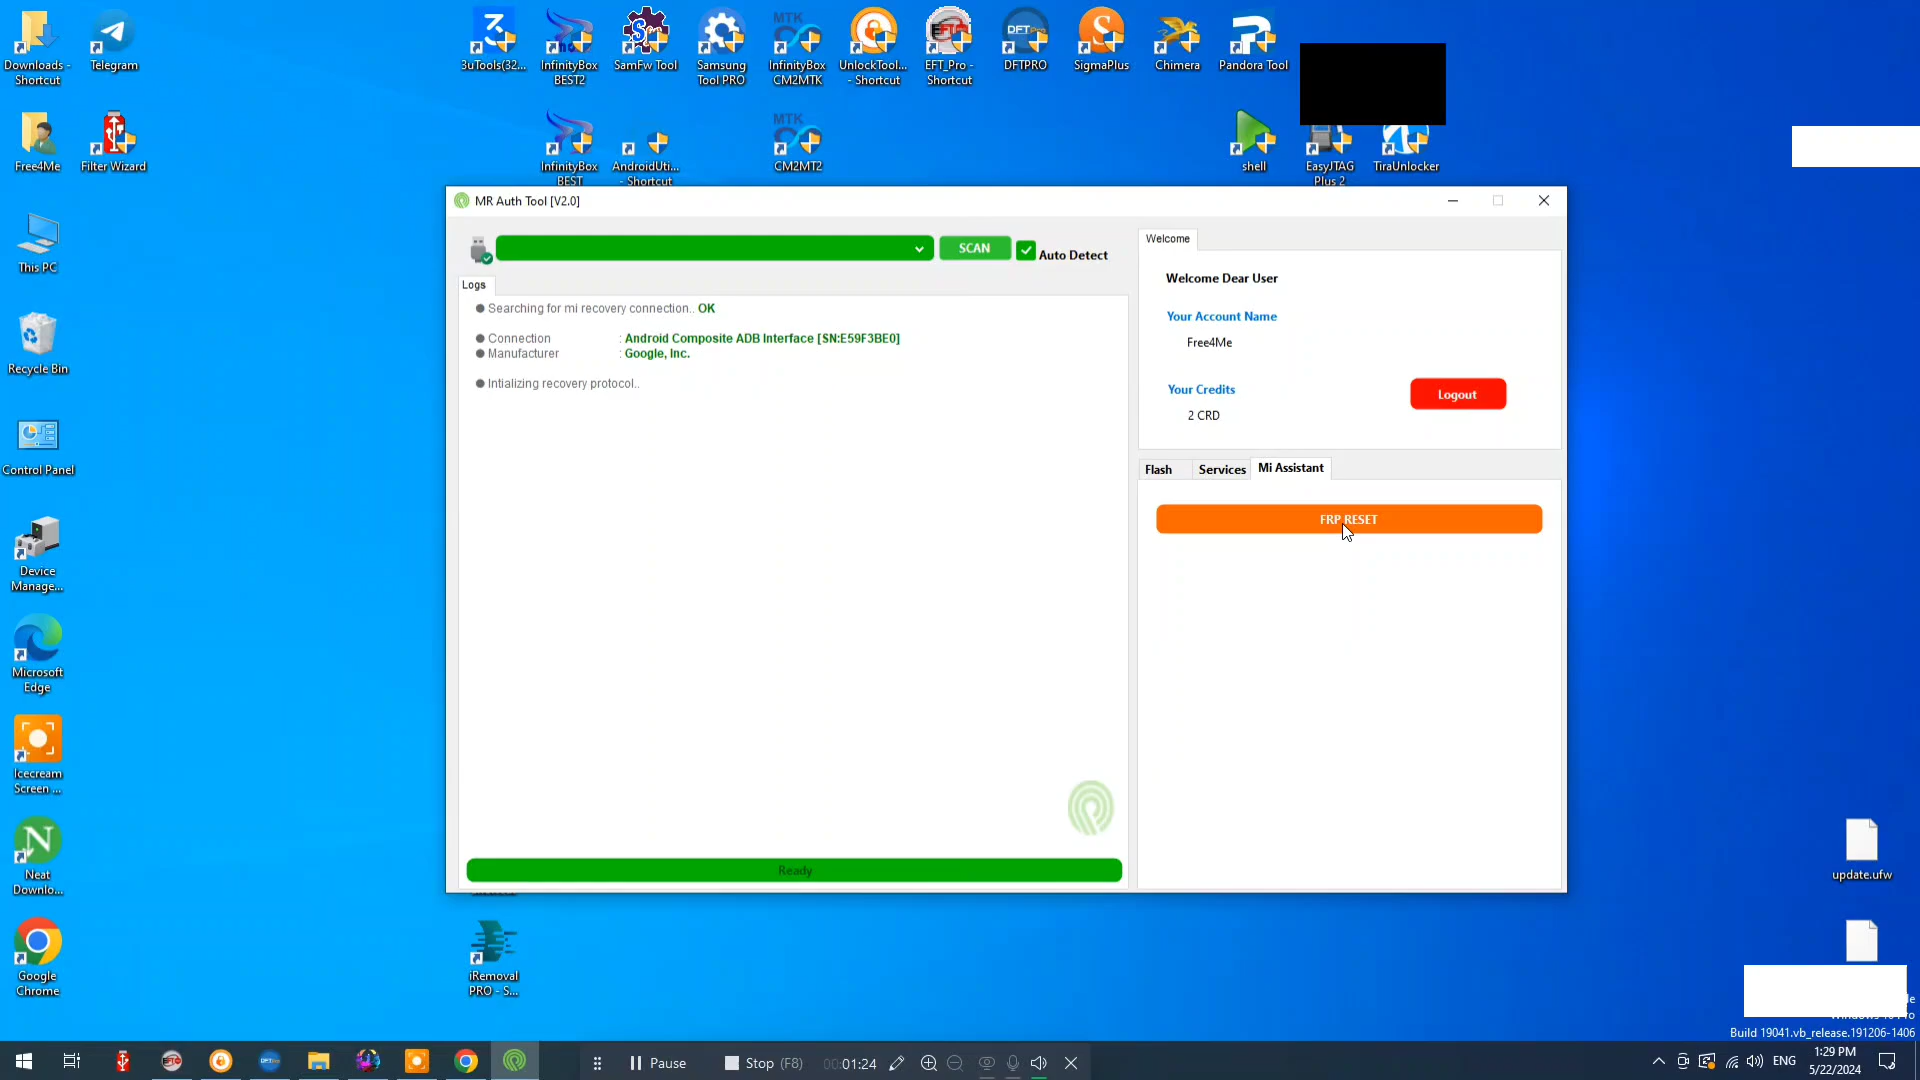 Downloads -
Shortcut
Telegram
3uTools(32...
InfinityBox
BEST2
SamFw Tool
Samsung
Tool PRO
MTK
InfinityBox
CM2MTK
UnlockTool...
- Shortcut
EFT_Pro -
Shortcut
DFTPRO
SigmaPlus
Chimera
Pandora Tool
Free4Me
Filter Wizard
InfinityBox
BEST
AndroidUti...
- Shortcut
MTK
CM2MT2
shell
EasyJTAG
Plus 2
TiraUnlocker
This PC
Recycle Bin
Control Panel
Device
Manage...
Microsoft
Edge
Icecream
Screen ...
Neat
Downlo...
Google
Chrome
iRemoval
PRO - S...
update.ufw
MR Auth Tool [V2.0]
SCAN
Auto Detect
Logs
Searching for mi recovery connection.. OK
Connection : Android Composite ADB Interface [SN:E59F3BE0]
Manufacturer : Google, Inc.
Intializing recovery protocol..
Ready
Welcome
Welcome Dear User
Your Account Name
Free4Me
Your Credits
2 CRD
Logout
Flash Services Mi Assistant
FRP RESET
Build 19041.vb_release.191206-1406
Pause
Stop (F8)
00:01:24
ENG
1:29 PM
5/22/2024